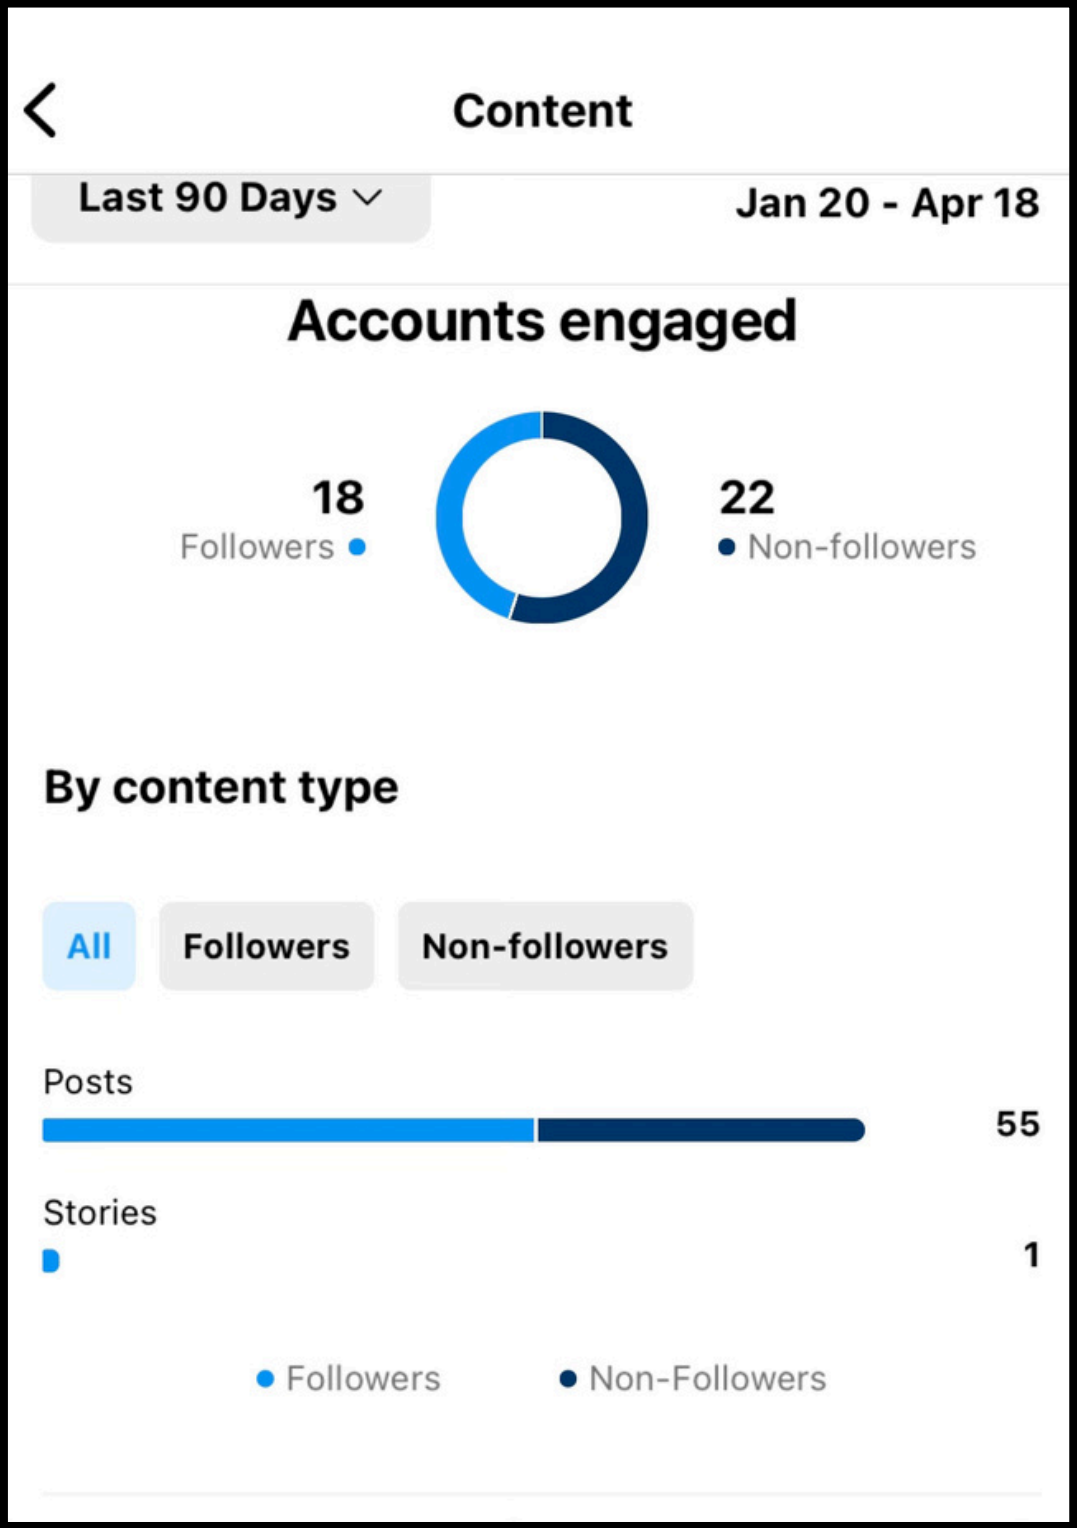 Content
Last 90 Days
Jan 20 - Apr 18
Accounts engaged
18
Followers
22
Non-followers
By content type
All
Followers
Non-followers
Posts
55
Stories
1
Followers
Non-Followers